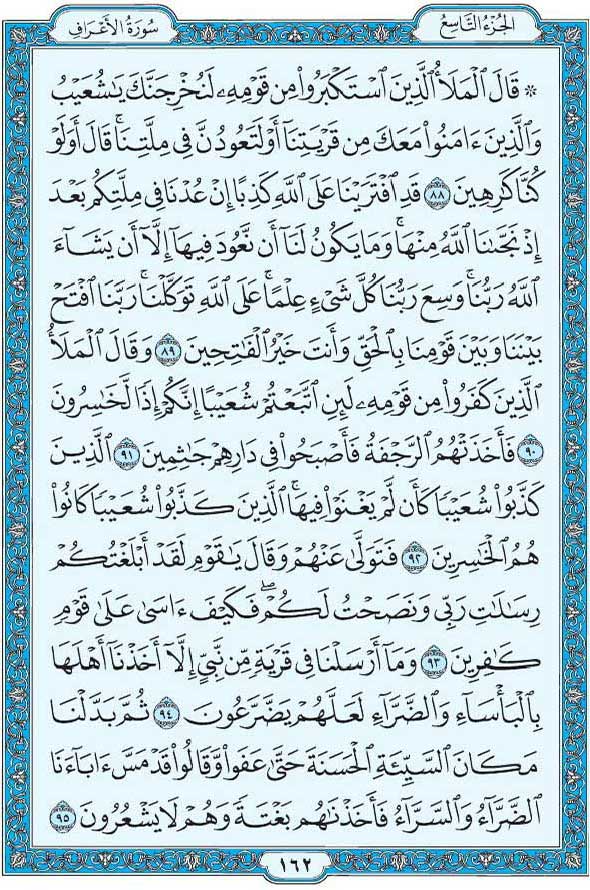 الجُزْءُ التَّاسِعُ
سُورَةُ الأَعْرَافِ
۞ قَالَ ٱلْمَلَأُ ٱلَّذِينَ ٱسْتَكْبَرُوا۟ مِن قَوْمِهِۦ لَنُخْرِجَنَّكَ يَٰشُعَيْبُ
وَٱلَّذِينَ ءَامَنُوا۟ مَعَكَ مِن قَرْيَتِنَآ أَوْ لَتَعُودُنَّ فِى مِلَّتِنَا ۚ قَالَ أَوَلَوْ
كُنَّا كَٰرِهِينَ ٨٨ قَدِ ٱفْتَرَيْنَا عَلَى ٱللَّهِ كَذِبًا إِنْ عُدْنَا فِى مِلَّتِكُم بَعْدَ
إِذْ نَجَّىٰنَا ٱللَّهُ مِنْهَا ۚ وَمَا يَكُونُ لَنَآ أَن نَّعُودَ فِيهَآ إِلَّآ أَن يَشَآءَ
ٱللَّهُ رَبُّنَا ۚ وَسِعَ رَبُّنَا كُلَّ شَىْءٍ عِلْمًا ۚ عَلَى ٱللَّهِ تَوَكَّلْنَا ۚ رَبَّنَا ٱفْتَحْ
بَيْنَنَا وَبَيْنَ قَوْمِنَا بِٱلْحَقِّ وَأَنتَ خَيْرُ ٱلْفَٰتِحِينَ ٨٩ وَقَالَ ٱلْمَلَأُ
ٱلَّذِينَ كَفَرُوا۟ مِن قَوْمِهِۦ لَئِنِ ٱتَّبَعْتُمْ شُعَيْبًا إِنَّكُمْ إِذًا لَّخَٰسِرُونَ
٩٠ فَأَخَذَتْهُمُ ٱلرَّجْفَةُ فَأَصْبَحُوا۟ فِى دَارِهِمْ جَٰثِمِينَ ٩١ ٱلَّذِينَ
كَذَّبُوا۟ شُعَيْبًا كَأَن لَّمْ يَغْنَوْا۟ فِيهَا ۚ ٱلَّذِينَ كَذَّبُوا۟ شُعَيْبًا كَانُوا۟
هُمُ ٱلْخَٰسِرِينَ ٩٢ فَتَوَلَّىٰ عَنْهُمْ وَقَالَ يَٰقَوْمِ لَقَدْ أَبْلَغْتُكُمْ
رِسَٰلَٰتِ رَبِّى وَنَصَحْتُ لَكُمْ ۖ فَكَيْفَ ءَاسَىٰ عَلَىٰ قَوْمٍ
كَٰفِرِينَ ٩٣ وَمَآ أَرْسَلْنَا فِى قَرْيَةٍ مِّن نَّبِىٍّ إِلَّآ أَخَذْنَآ أَهْلَهَا
بِٱلْبَأْسَآءِ وَٱلضَّرَّآءِ لَعَلَّهُمْ يَضَّرَّعُونَ ٩٤ ثُمَّ بَدَّلْنَا
مَكَانَ ٱلسَّيِّئَةِ ٱلْحَسَنَةَ حَتَّىٰ عَفَوا۟ وَّقَالُوا۟ قَدْ مَسَّ ءَابَآءَنَا
ٱلضَّرَّآءُ وَٱلسَّرَّآءُ فَأَخَذْنَٰهُم بَغْتَةً وَهُمْ لَا يَشْعُرُونَ ٩٥
١٦٢